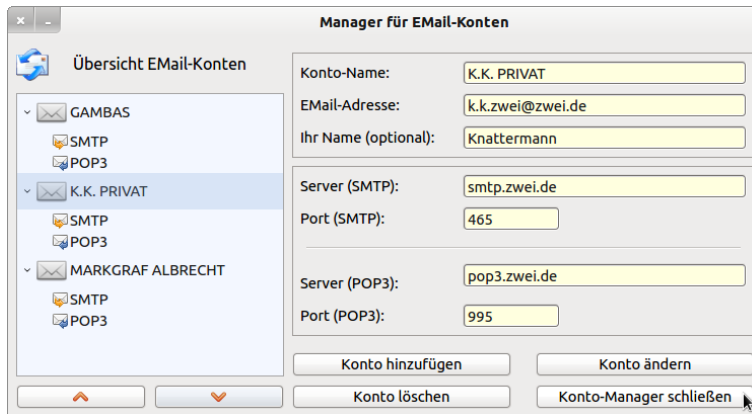 Manager für EMail-Konten
Übersicht EMail-Konten
GAMBAS
SMTP
POP3
K.K. PRIVAT
SMTP
POP3
MARKGRAF ALBRECHT
SMTP
POP3
Konto-Name: K.K. PRIVAT
EMail-Adresse: k.k.zwei@zwei.de
Ihr Name (optional): Knattermann
Server (SMTP): smtp.zwei.de
Port (SMTP): 465
Server (POP3): pop3.zwei.de
Port (POP3): 995
Konto hinzufügen Konto ändern
Konto löschen Konto-Manager schließen